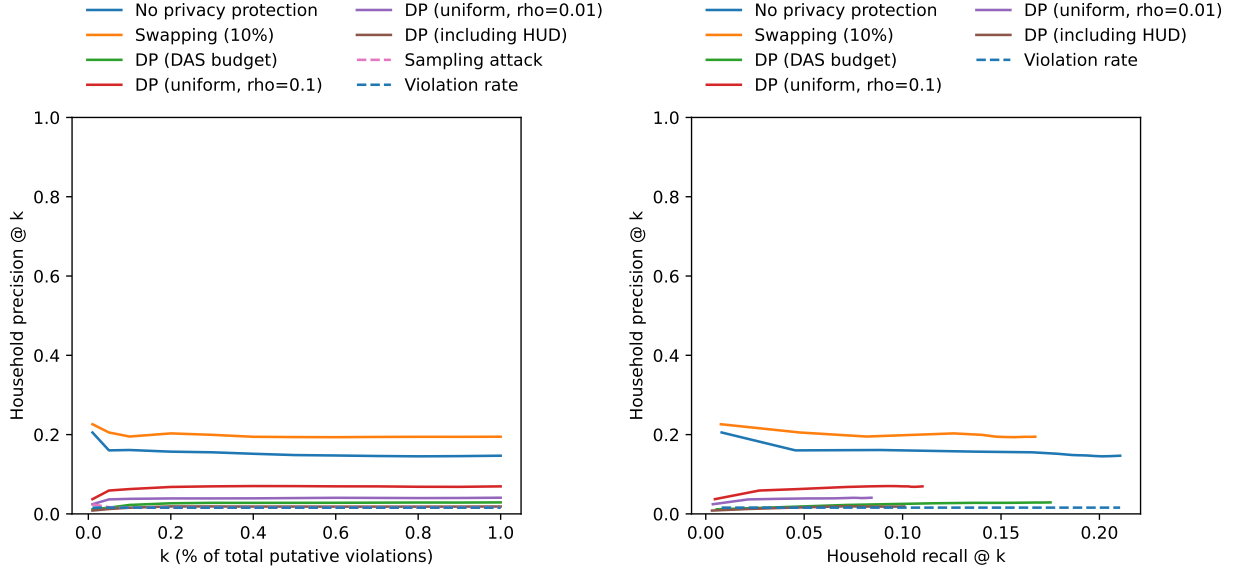 No privacy protection
Swapping (10%)
DP (DAS budget)
DP (uniform, rho=0.1)
DP (uniform, rho=0.01)
DP (including HUD)
Sampling attack
Violation rate
1.0
0.8
0.6
0.4
0.2
0.0
Household precision @ k
0.0 0.2 0.4 0.6 0.8 1.0
k (% of total putative violations)
No privacy protection
Swapping (10%)
DP (DAS budget)
DP (uniform, rho=0.1)
DP (uniform, rho=0.01)
DP (including HUD)
Violation rate
1.0
0.8
0.6
0.4
0.2
0.0
Household precision @ k
0.00 0.05 0.10 0.15 0.20
Household recall @ k